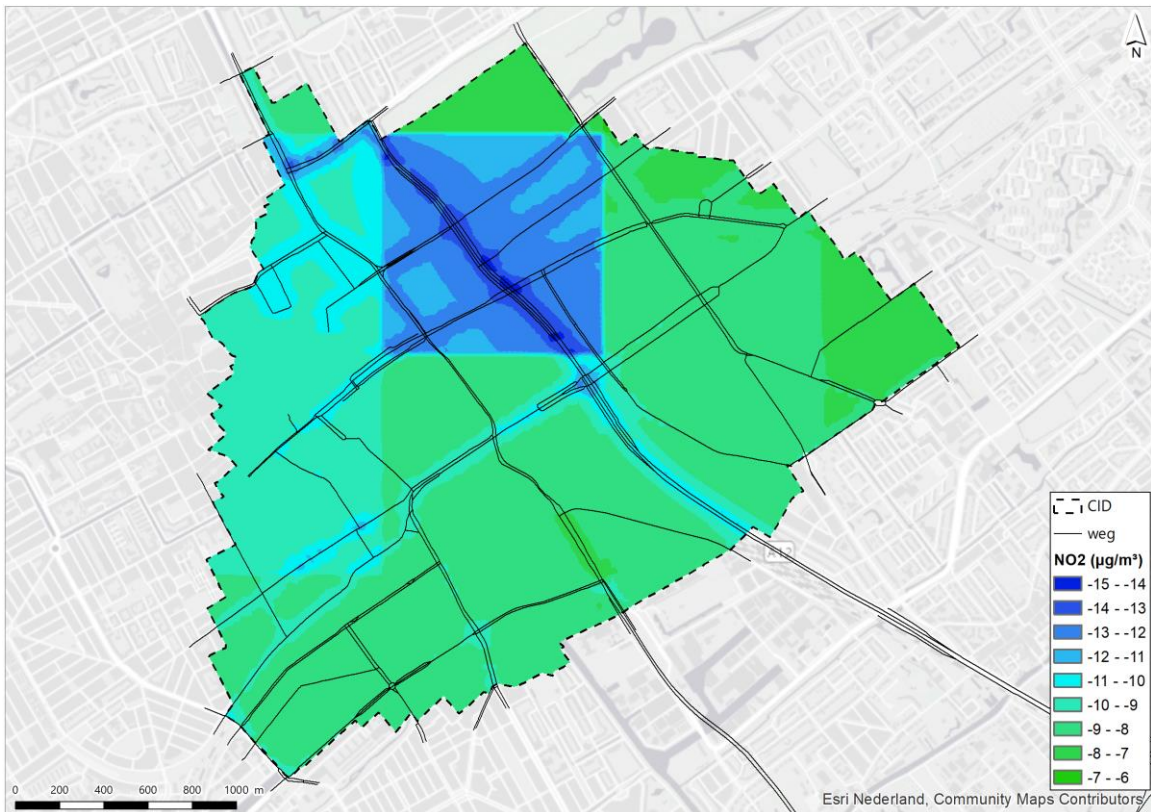 N
A12
CID
weg
NO2 (µg/m³)
-15 - -14
-14 - -13
-13 - -12
-12 - -11
-11 - -10
-10 - -9
-9 - -8
-8 - -7
-7 - -6
0 200 400 600 800 1000 m
Esri Nederland, Community Maps Contributors